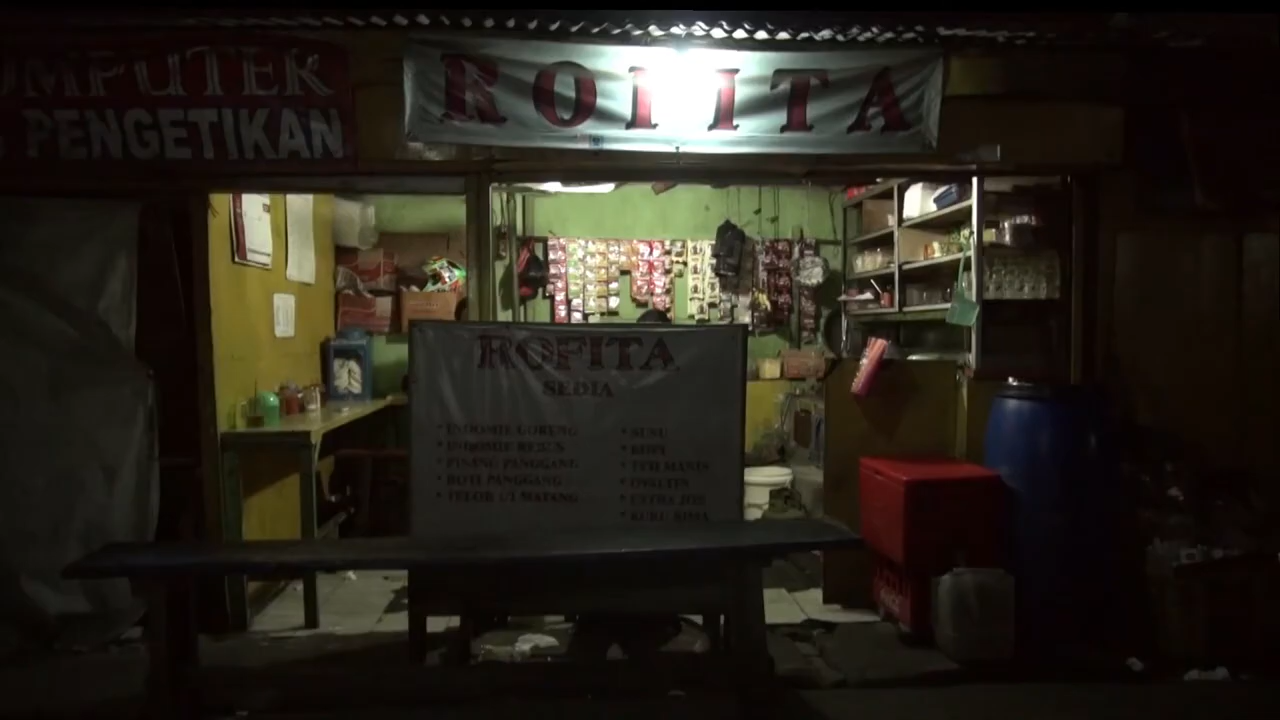 OMPUTER
PENGETIKAN
ROFITA
ROFITA
SEDIA
* INDOMIE GORENG
* INDOMIE REBUS
* PISANG PANGGANG
* ROTI PANGGANG
* TELOR 1/2 MATANG
* SUSU
* KOPI
* TEH MANIS
* OVALTIN
* EXTRA JOS
* KUKU BIMA